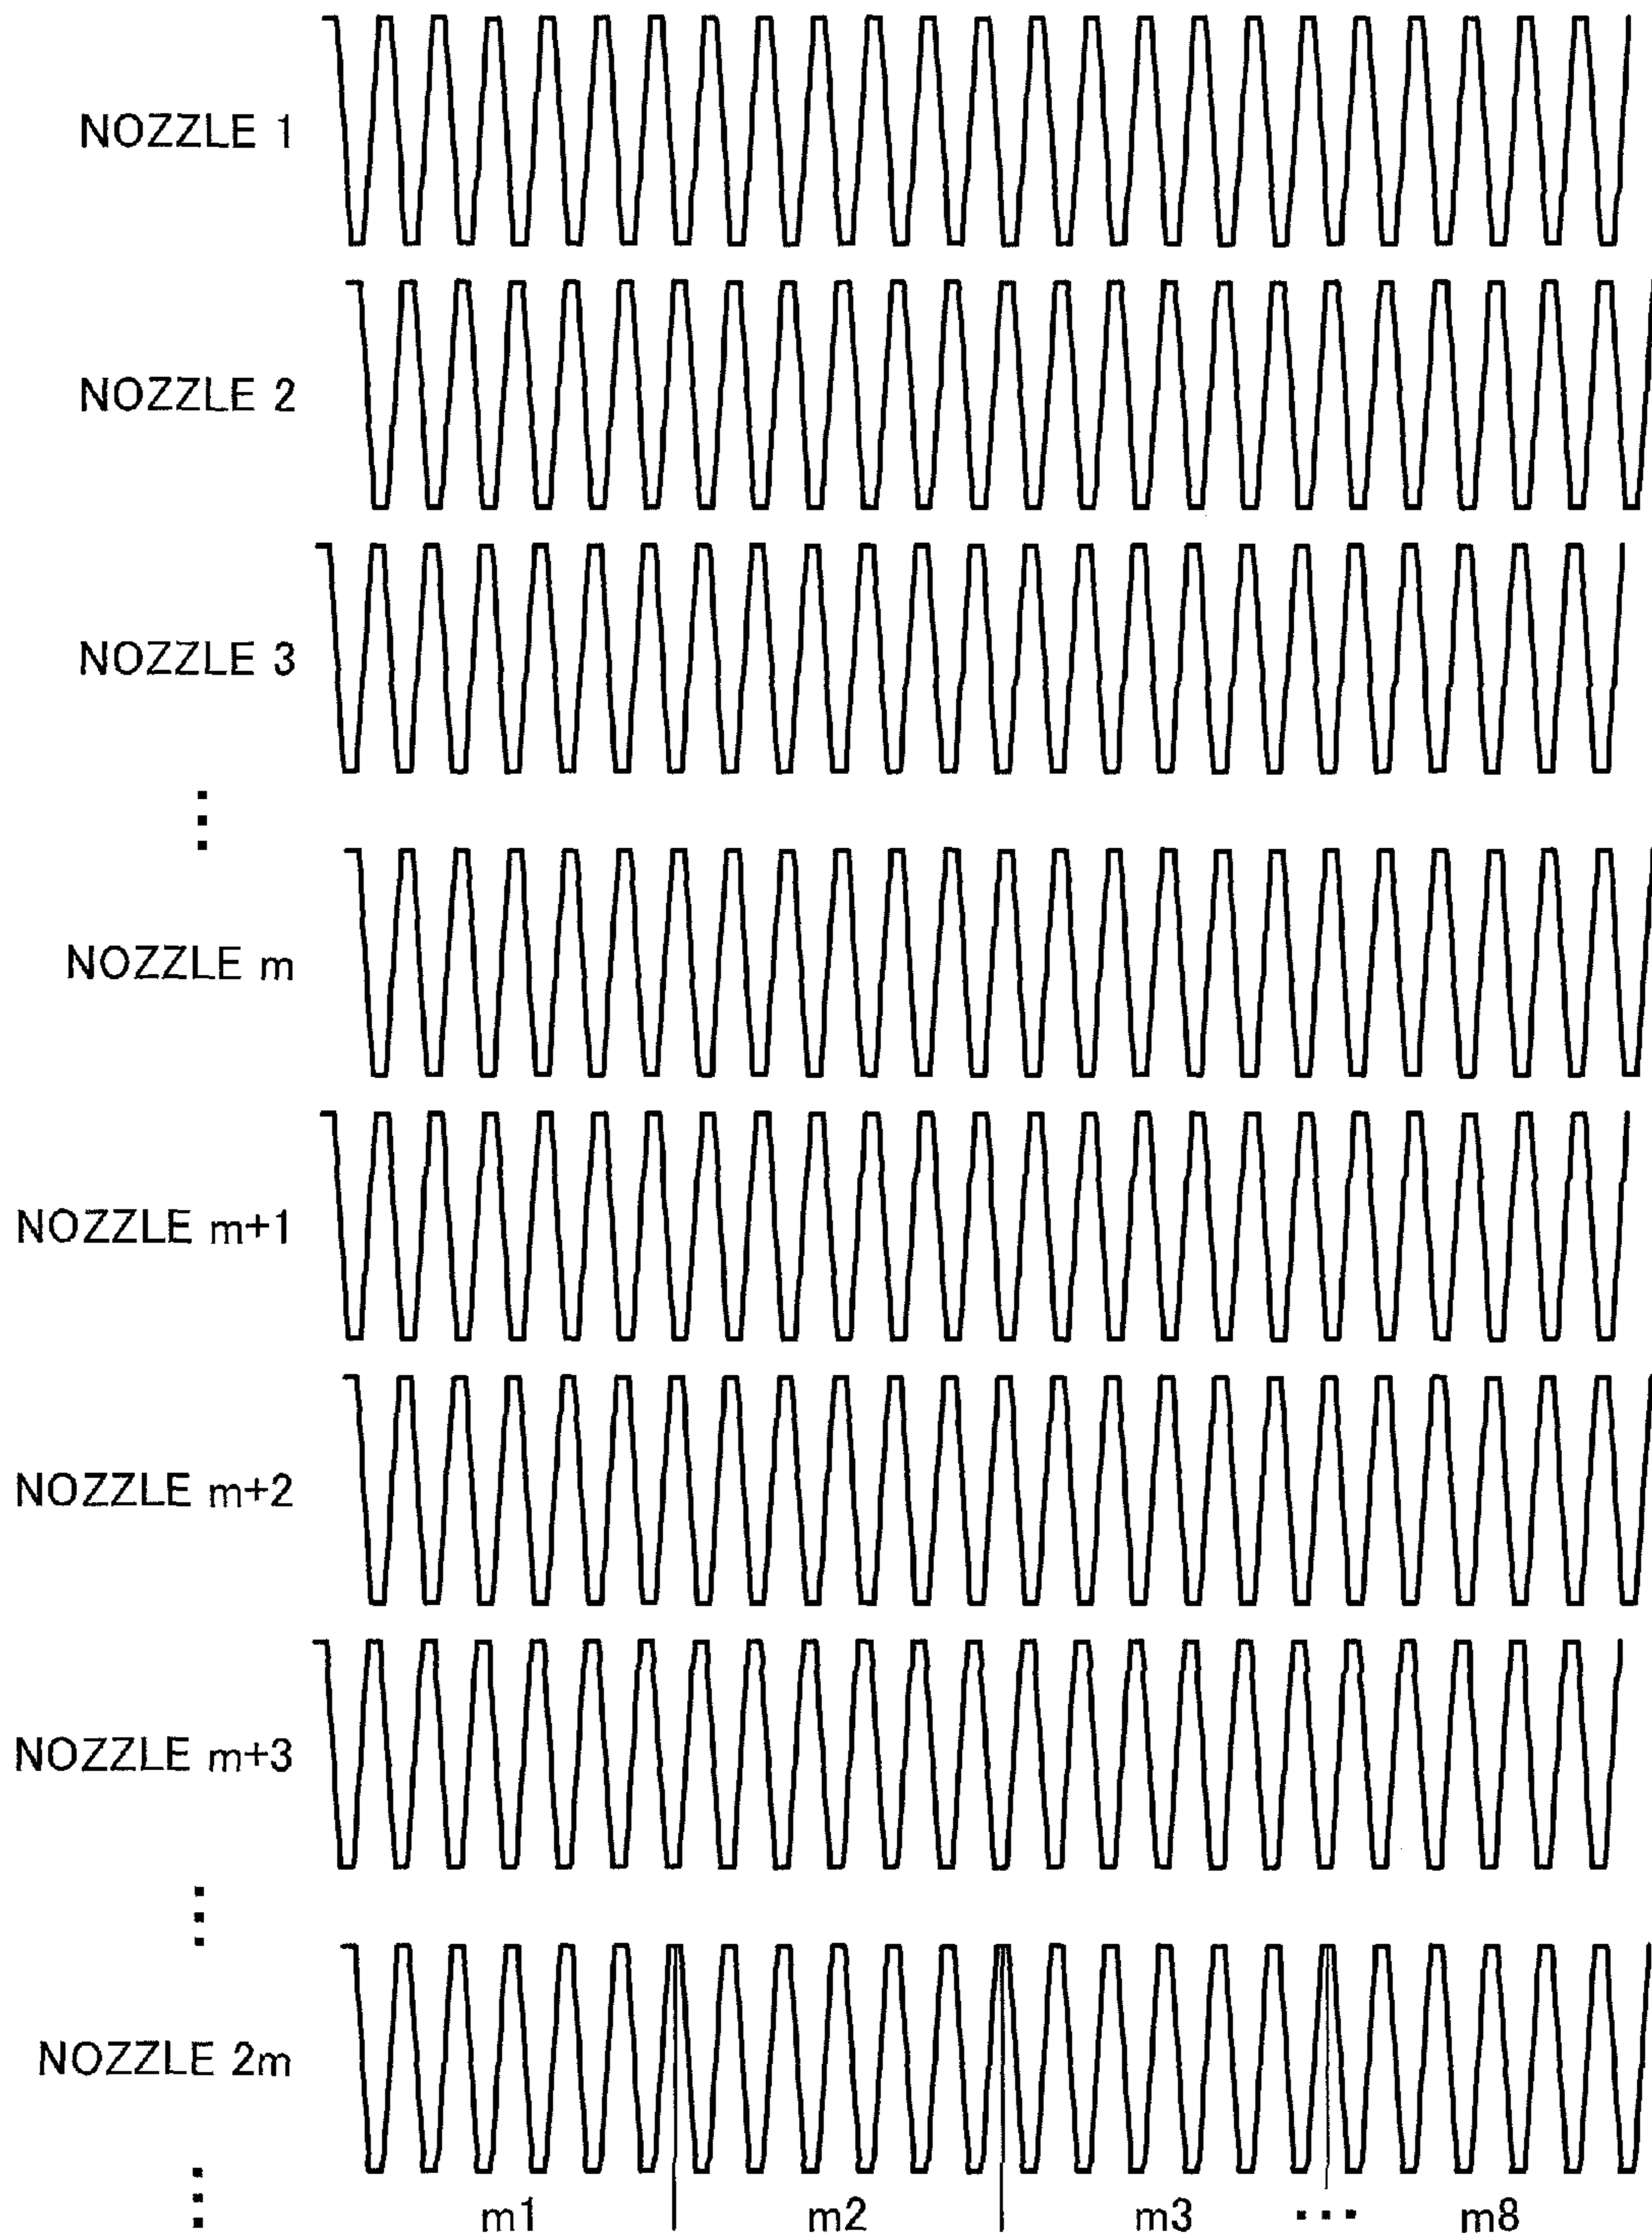 NOZZLE 1
NOZZLE 2
NOZZLE 3
⋮
NOZZLE m
NOZZLE m+1
NOZZLE m+2
NOZZLE m+3
⋮
NOZZLE 2m
⋮
m1 m2 m3 ... m8